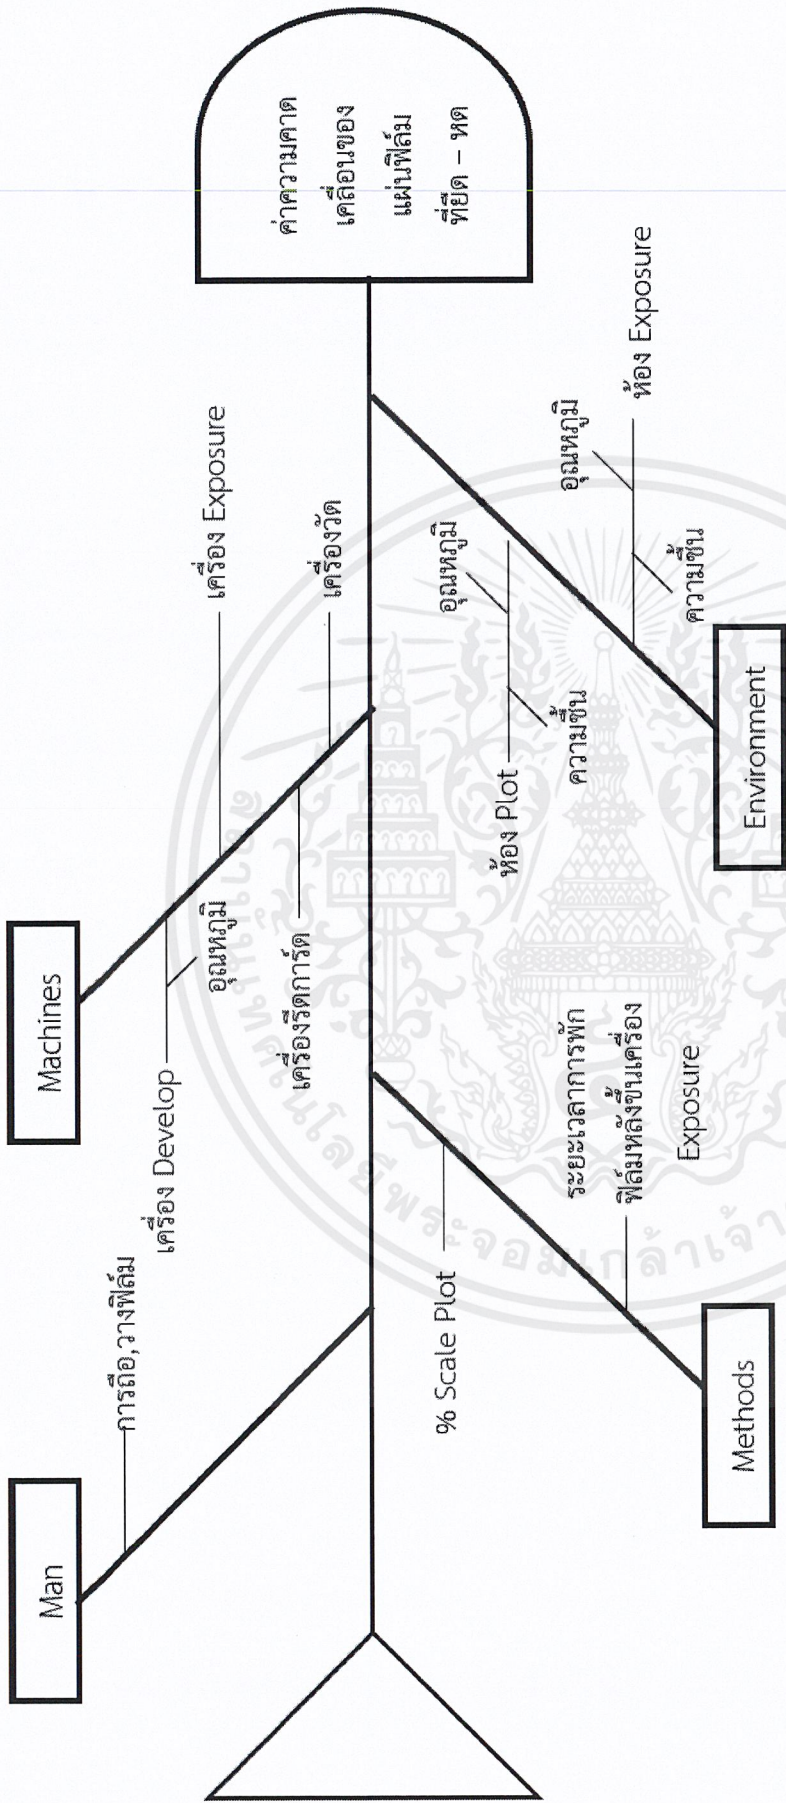 Man
การถือ,วางฟิล์ม
Machines
เครื่อง Develop
อุณหภูมิ
เครื่อง Exposure
เครื่องรีดการ์ด
เครื่องวัด
ค่าความคาด
เคลื่อนของ
แผ่นฟิล์ม
ที่ยืด – หด
Methods
% Scale Plot
ระยะเวลาการพัก
ฟิล์มหลังขึ้นเครื่อง
Exposure
Environment
ห้อง Plot
อุณหภูมิ
ความชื้น
ห้อง Exposure
อุณหภูมิ
ความชื้น